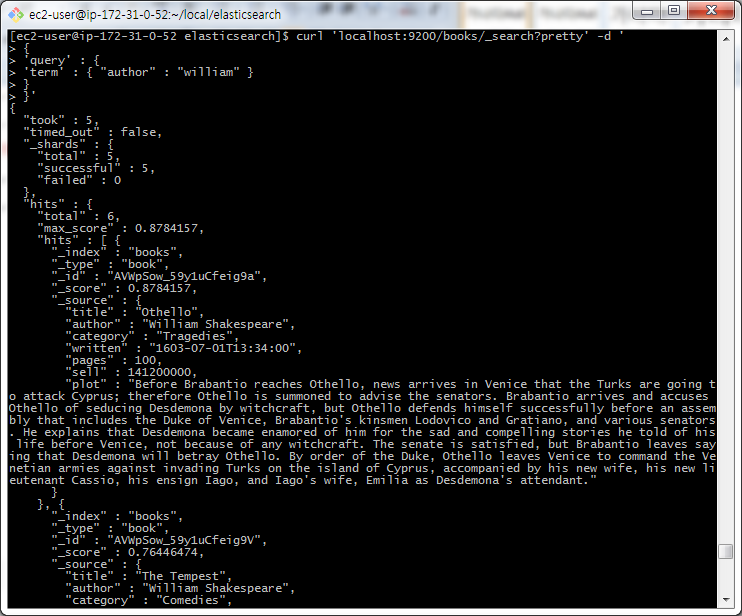 ec2-user@ip-172-31-0-52:~/local/elasticsearch
[ec2-user@ip-172-31-0-52 elasticsearch]$ curl 'localhost:9200/books/_search?pretty' -d '
> {
> 'query' : {
> 'term' : { "author" : "william" }
> }
> }'
{
  "took" : 5,
  "timed_out" : false,
  "_shards" : {
    "total" : 5,
    "successful" : 5,
    "failed" : 0
  },
  "hits" : {
    "total" : 6,
    "max_score" : 0.8784157,
    "hits" : [ {
      "_index" : "books",
      "_type" : "book",
      "_id" : "AVWpSow_59y1uCfeig9a",
      "_score" : 0.8784157,
      "_source" : {
        "title" : "Othello",
        "author" : "William Shakespeare",
        "category" : "Tragedies",
        "written" : "1603-07-01T13:34:00",
        "pages" : 100,
        "sell" : 141200000,
        "plot" : "Before Brabantio reaches Othello, news arrives in Venice that the Turks are going t
o attack Cyprus; therefore Othello is summoned to advise the senators. Brabantio arrives and accuses
Othello of seducing Desdemona by witchcraft, but Othello defends himself successfully before an assem
bly that includes the Duke of Venice, Brabantio's kinsmen Lodovico and Gratiano, and various senators
. He explains that Desdemona became enamored of him for the sad and compelling stories he told of his
 life before Venice, not because of any witchcraft. The senate is satisfied, but Brabantio leaves say
ing that Desdemona will betray Othello. By order of the Duke, Othello leaves Venice to command the Ve
netian armies against invading Turks on the island of Cyprus, accompanied by his new wife, his new li
eutenant Cassio, his ensign Iago, and Iago's wife, Emilia as Desdemona's attendant."
      }
    }, {
      "_index" : "books",
      "_type" : "book",
      "_id" : "AVWpSow_59y1uCfeig9V",
      "_score" : 0.76446474,
      "_source" : {
        "title" : "The Tempest",
        "author" : "William Shakespeare",
        "category" : "Comedies",